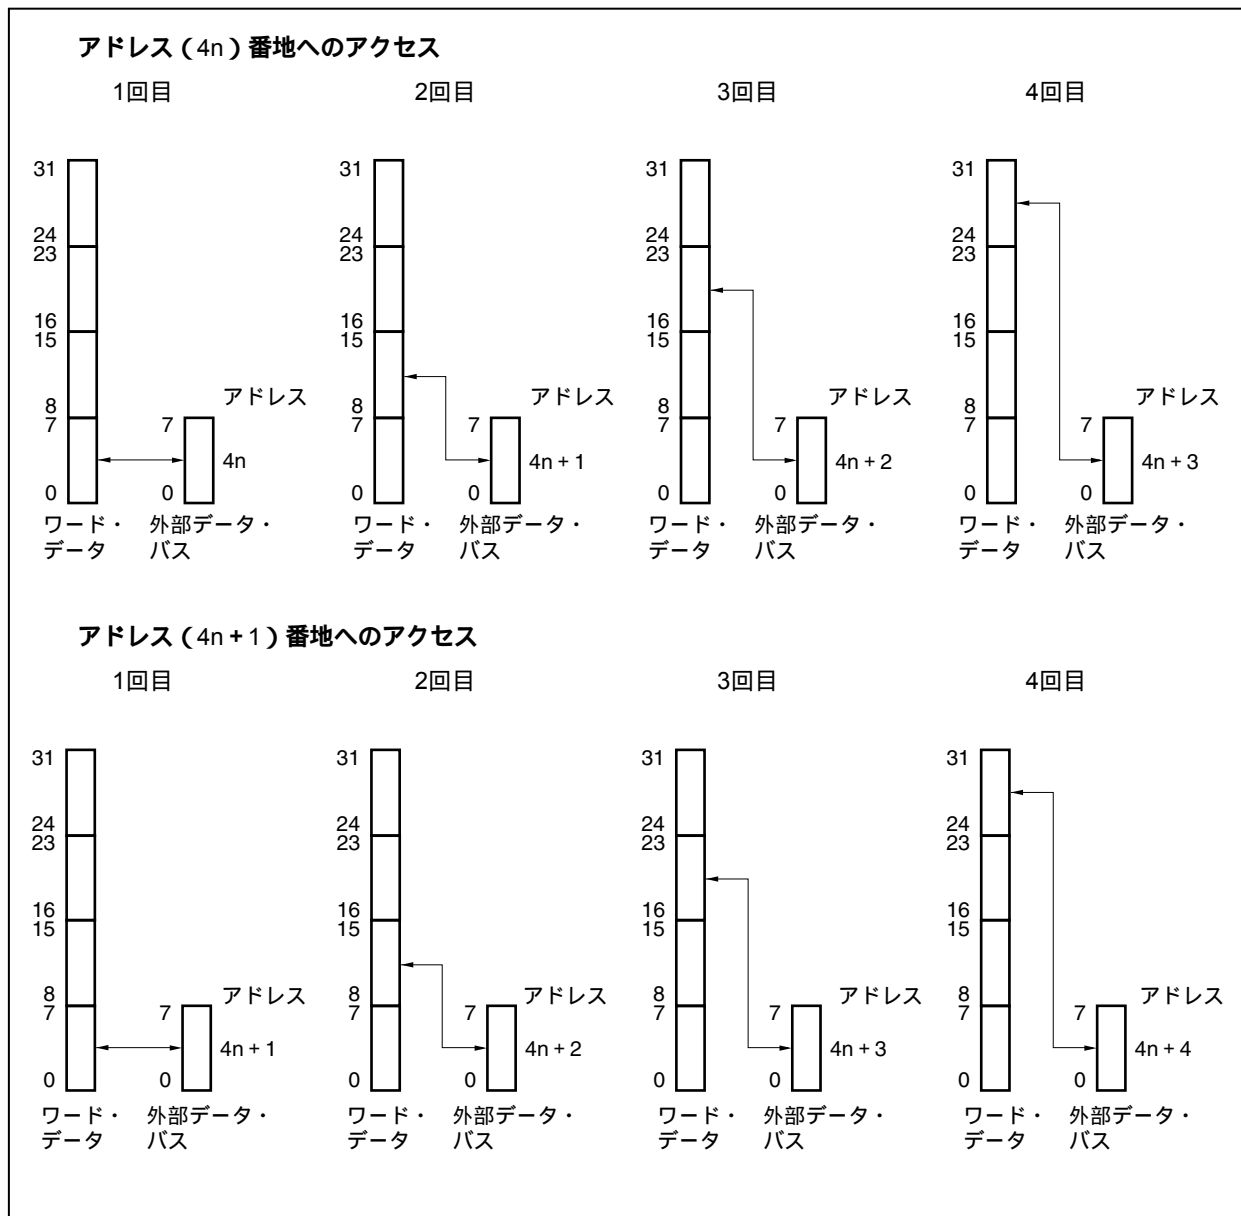 アドレス（4n）番地へのアクセス
1回目 2回目 3回目 4回目
31 31 31 31
24 24 24 24
23 23 23 23
16 16 16 16
15 15 15 15
アドレス アドレス アドレス アドレス
8 8 8 8
7 7 7 7 7 7 7 7
4n 4n + 1 4n + 2 4n + 3
0 0 0 0 0 0 0 0
ワード・ 外部データ・ ワード・ 外部データ・ ワード・ 外部データ・ ワード・ 外部データ・
データ バス データ バス データ バス データ バス
アドレス（4n + 1）番地へのアクセス
1回目 2回目 3回目 4回目
31 31 31 31
24 24 24 24
23 23 23 23
16 16 16 16
15 15 15 15
アドレス アドレス アドレス アドレス
8 8 8 8
7 7 7 7 7 7 7 7
4n + 1 4n + 2 4n + 3 4n + 4
0 0 0 0 0 0 0 0
ワード・ 外部データ・ ワード・ 外部データ・ ワード・ 外部データ・ ワード・ 外部データ・
データ バス データ バス データ バス データ バス